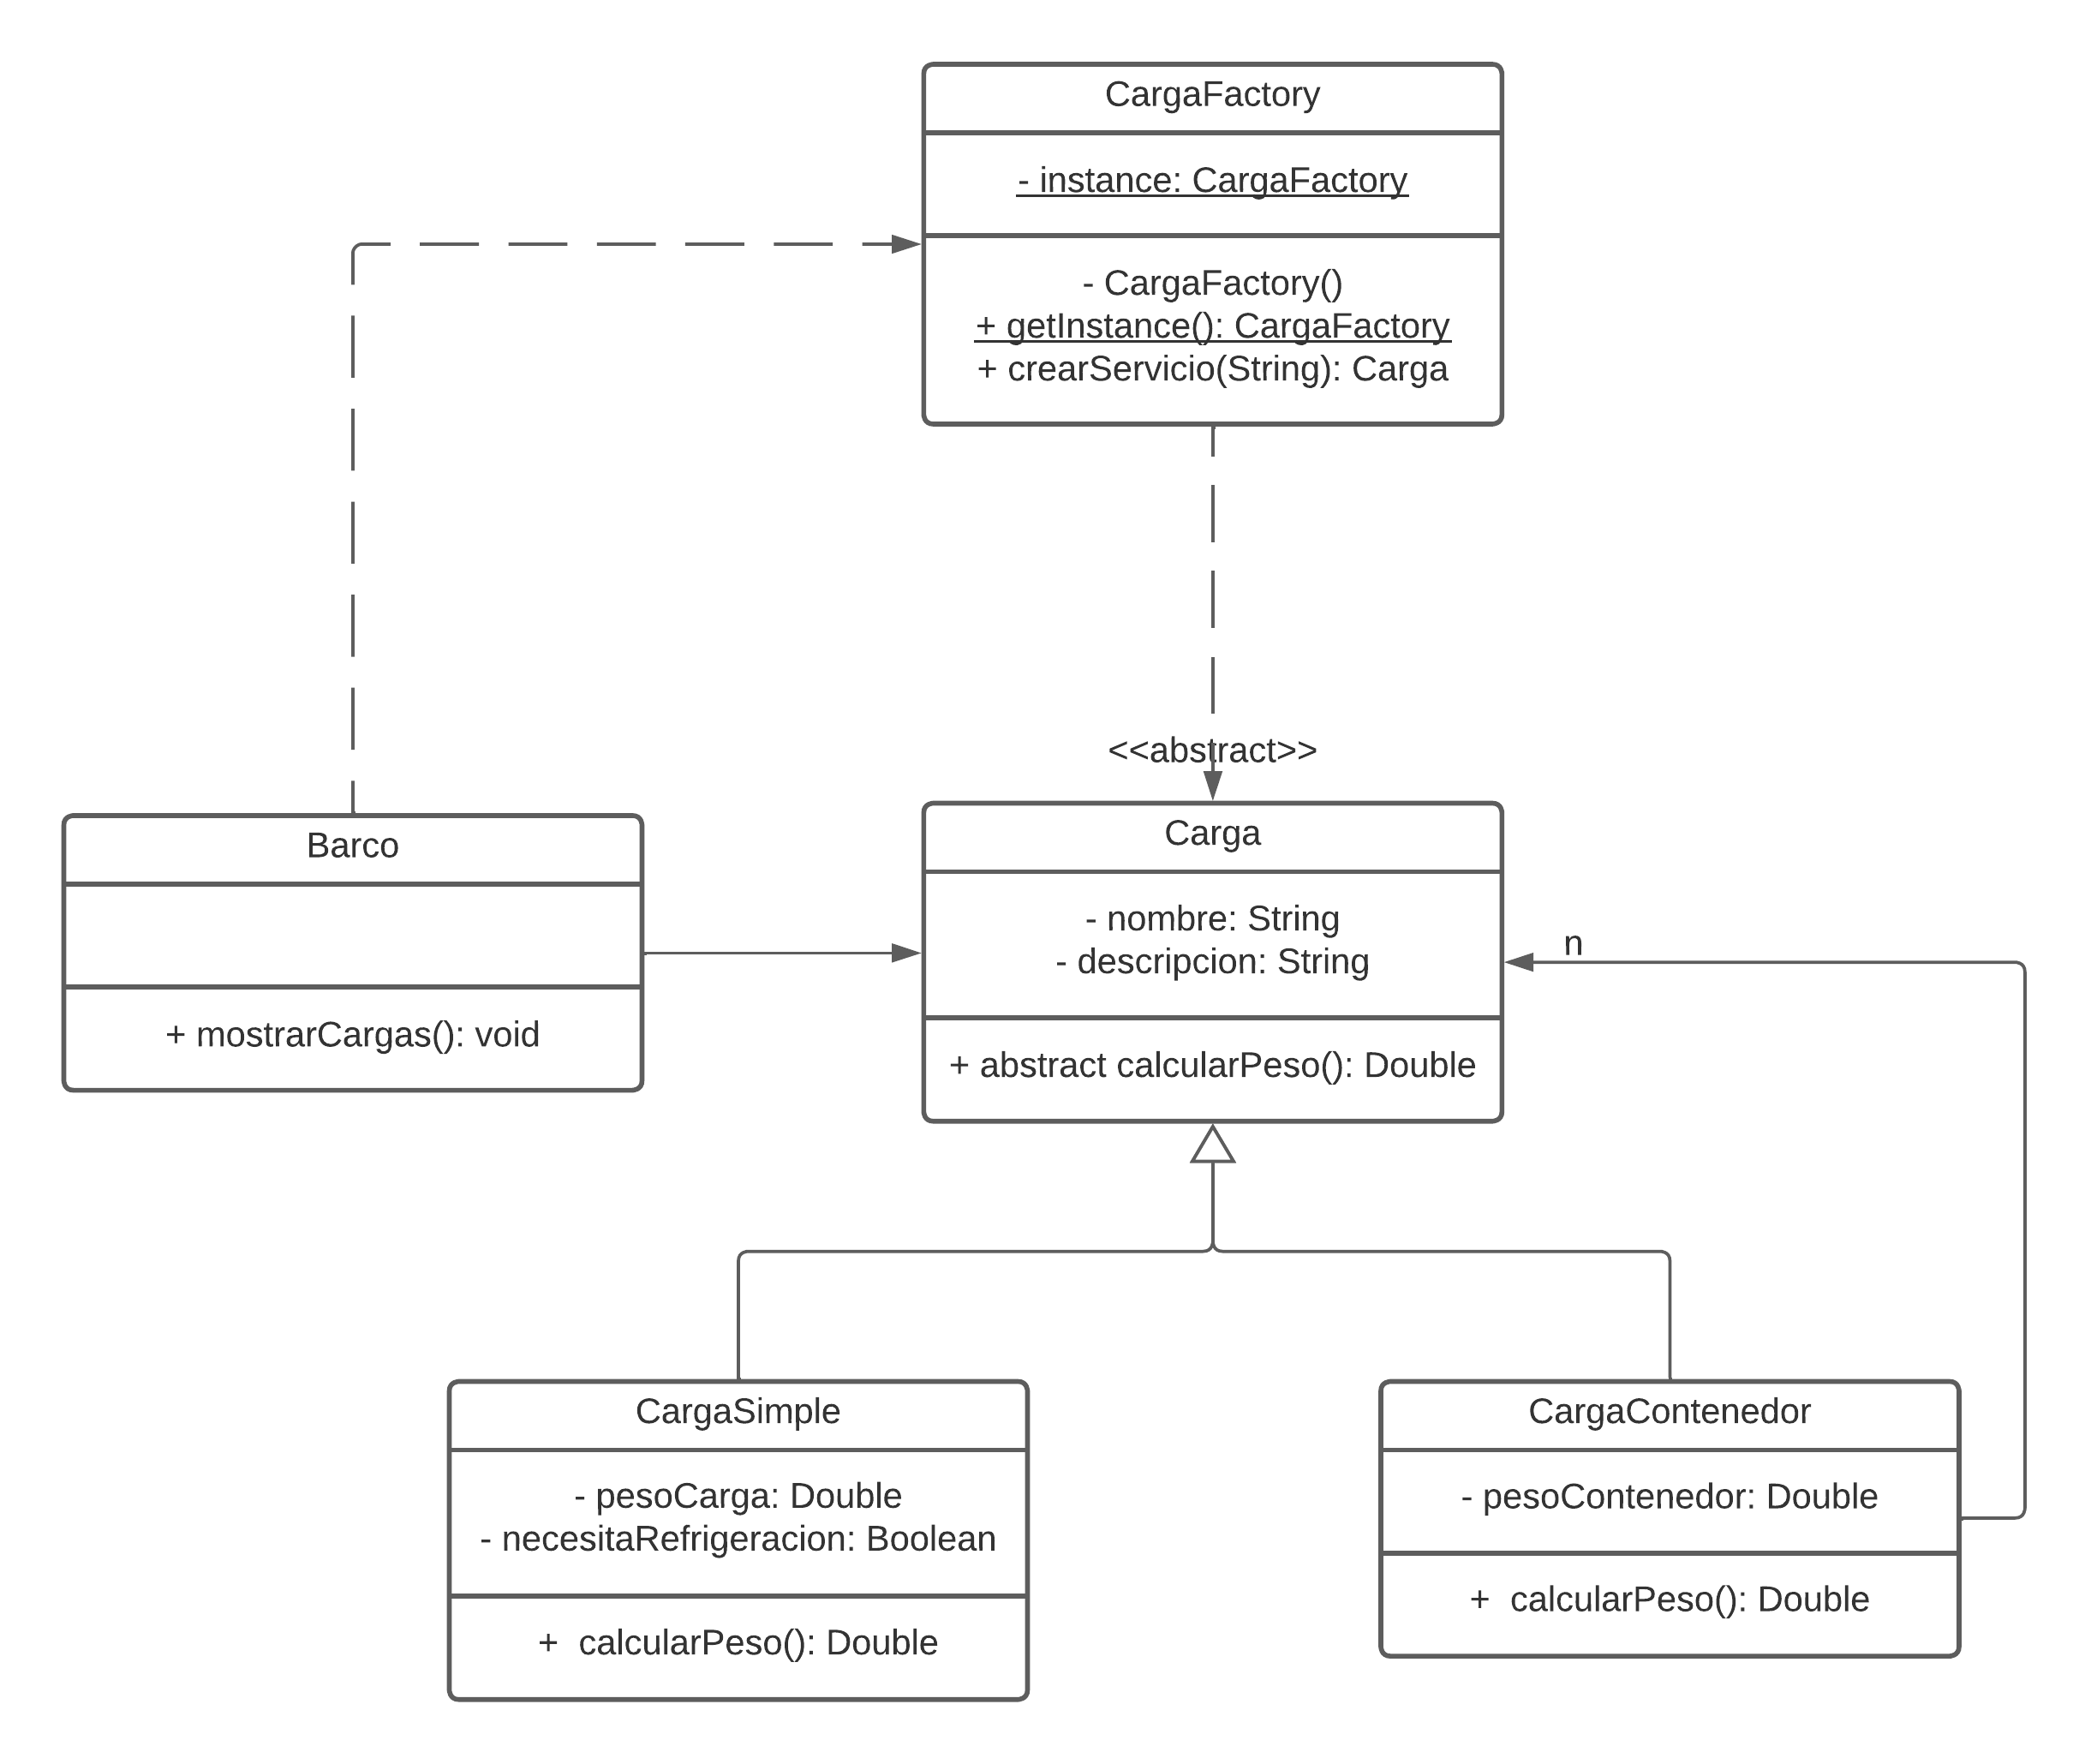 CargaFactory
- instance: CargaFactory
- CargaFactory()
+ getInstance(): CargaFactory
+ crearServicio(String): Carga
<<abstract>>
Barco
+ mostrarCargas(): void
Carga
- nombre: String
- descripcion: String
+ abstract calcularPeso(): Double
n
CargaSimple
- pesoCarga: Double
- necesitaRefrigeracion: Boolean
+  calcularPeso(): Double
CargaContenedor
- pesoContenedor: Double
+  calcularPeso(): Double